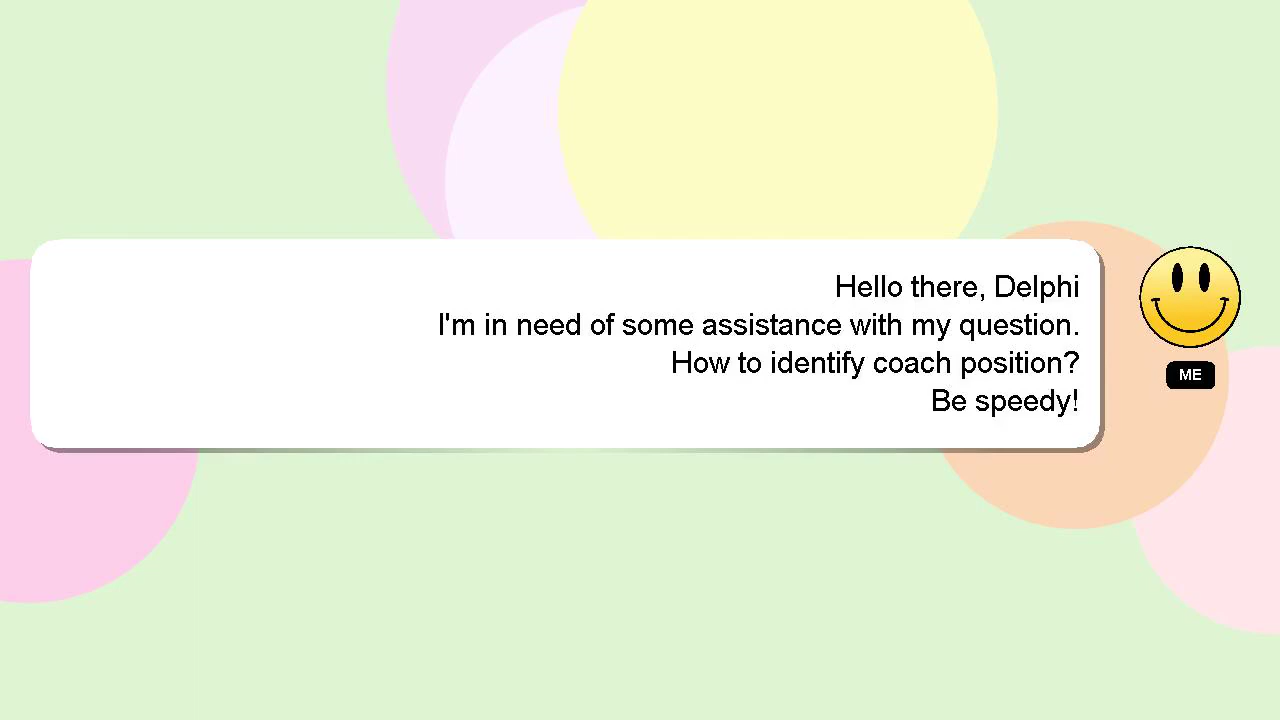 Hello there, Delphi
I'm in need of some assistance with my question.
How to identify coach position?
Be speedy!
ME